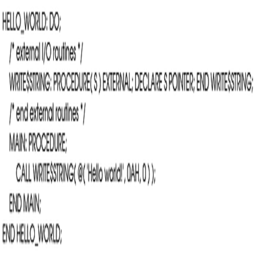 HELLO_WORLD: DO;
/* external I/O routines */
WRITE$STRING: PROCEDURE( S ) EXTERNAL; DECLARE S POINTER; END WRITE$STRING;
/* end external routines */
MAIN: PROCEDURE;
CALL WRITE$STRING( @( 'Hello world!', 0AH, 0 ) );
END MAIN;
END HELLO_WORLD;